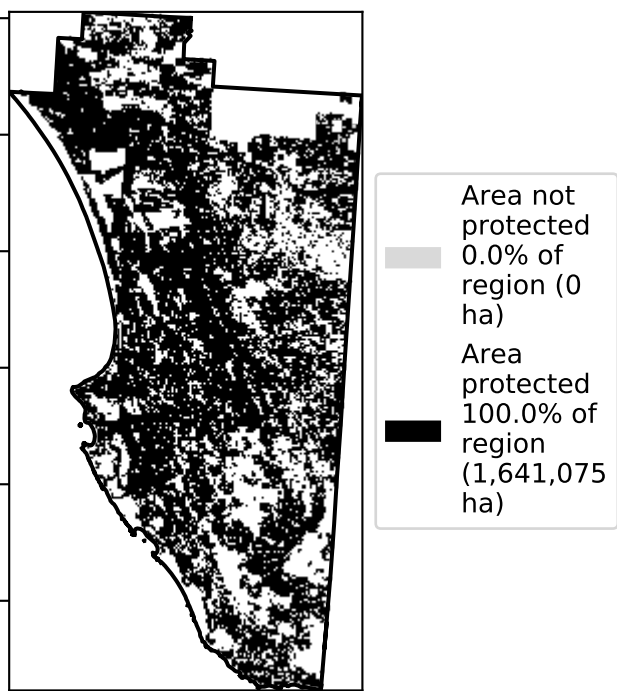 Area not
protected
0.0% of
region (0
ha)
Area
protected
100.0% of
region
(1,641,075
ha)